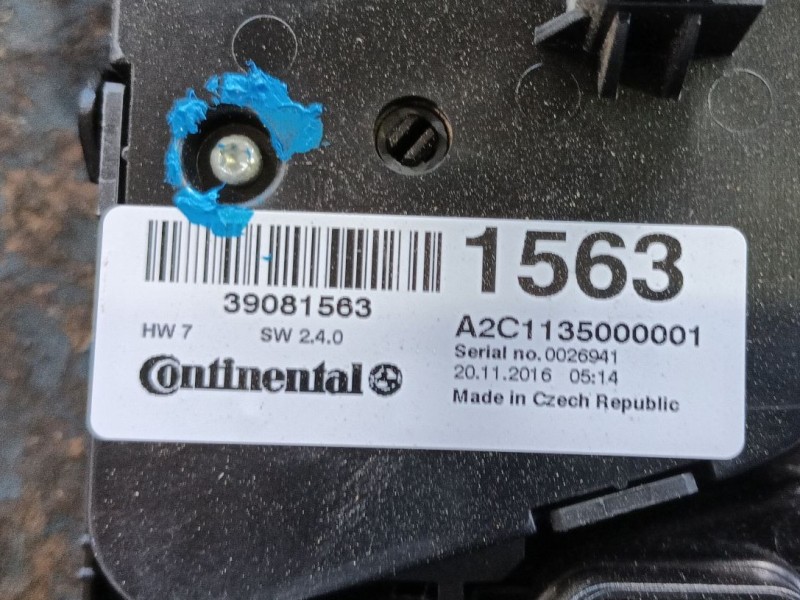 1563
39081563
A2C1135000001
HW 7 SW 2.4.0
Serial no. 0026941
20.11.2016 05:14
Continental
Made in Czech Republic